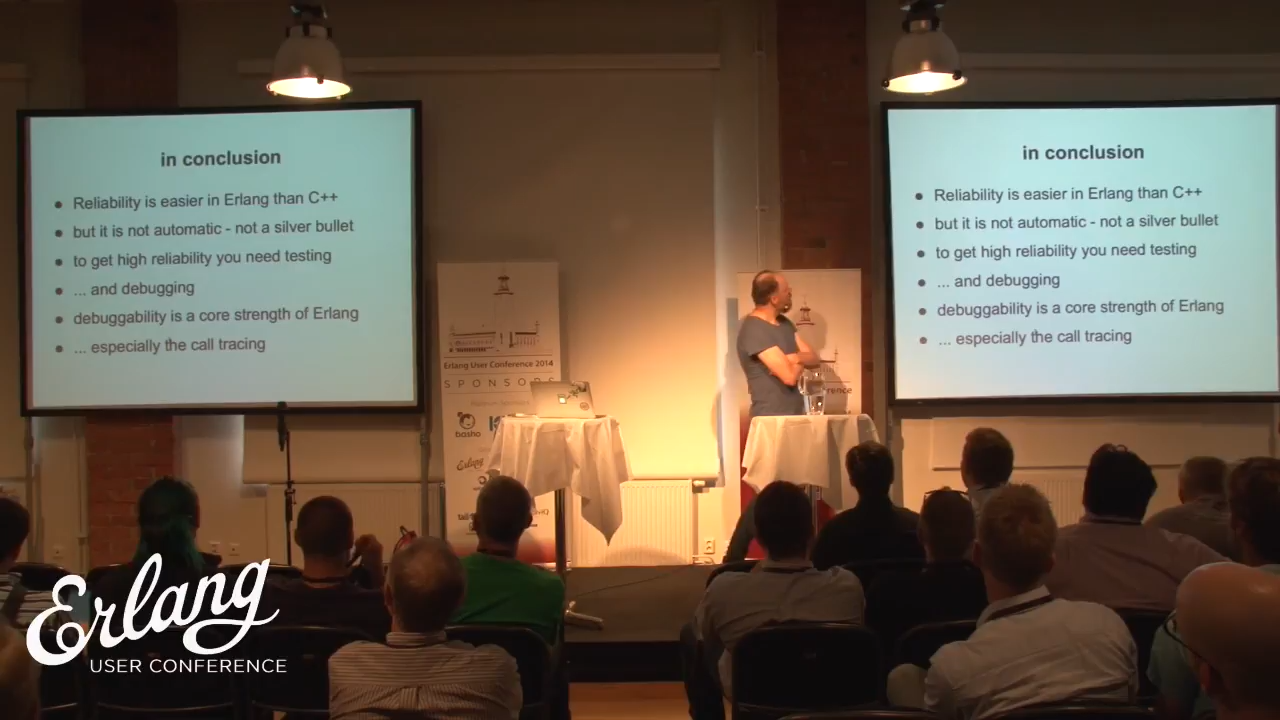 in conclusion
Reliability is easier in Erlang than C++
but it is not automatic - not a silver bullet
to get high reliability you need testing
... and debugging
debuggability is a core strength of Erlang
... especially the call tracing
in conclusion
Reliability is easier in Erlang than C++
but it is not automatic - not a silver bullet
to get high reliability you need testing
... and debugging
debuggability is a core strength of Erlang
... especially the call tracing
Erlang User Conference 2014
SPONSORS
basho
Erlang
Erlang
USER CONFERENCE